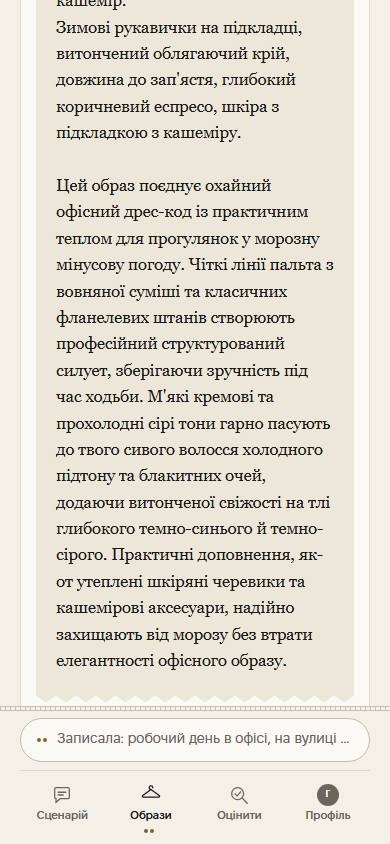 кашемір.
Зимові рукавички на підкладці,
витончений облягаючий крій,
довжина до зап'ястя, глибокий
коричневий еспресо, шкіра з
підкладкою з кашеміру.
Цей образ поєднує охайний
офісний дрес-код із практичним
теплом для прогулянок у морозну
мінусову погоду. Чіткі лінії пальта з
вовняної суміші та класичних
фланелевих штанів створюють
професійний структурований
силует, зберігаючи зручність під
час ходьби. М'які кремові та
прохолодні сірі тони гарно пасують
до твого сивого волосся холодного
підтону та блакитних очей,
додаючи витонченої свіжості на тлі
глибокого темно-синього й темно-
сірого. Практичні доповнення, як-
от утеплені шкіряні черевики та
кашемірові аксесуари, надійно
захищають від морозу без втрати
елегантності офісного образу.
Записала: робочий день в офісі, на вулиці ...
Сценарій
Образи
Оцінити
Г
Профіль